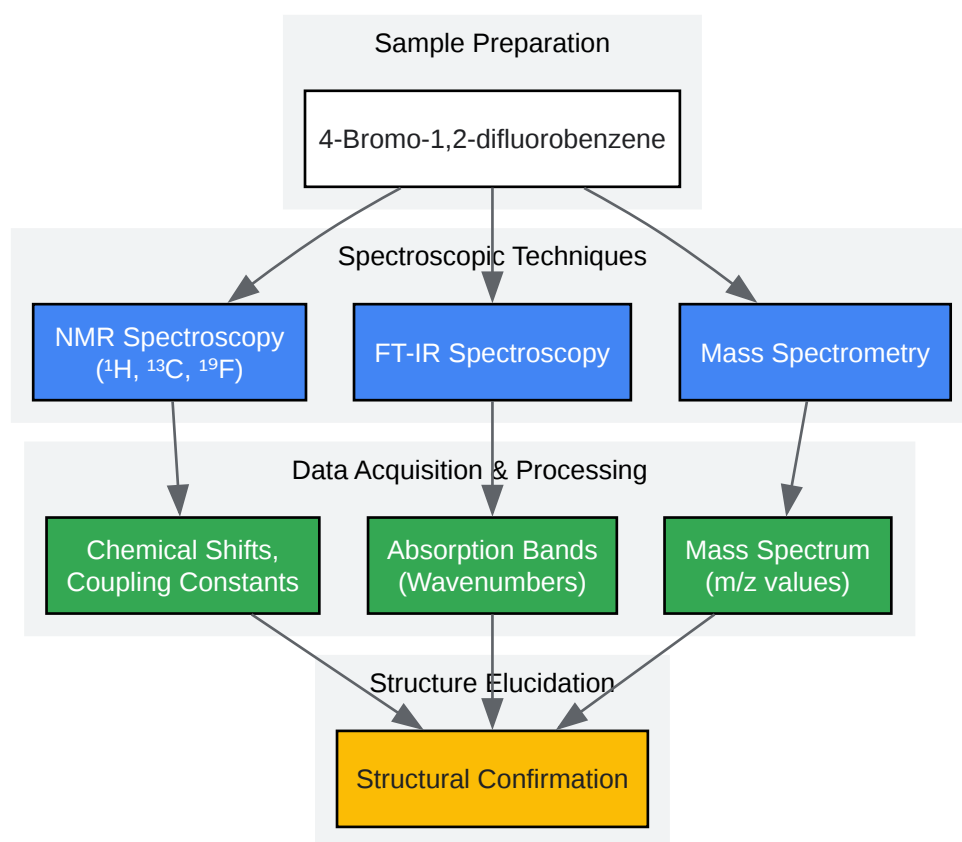 Sample Preparation
4-Bromo-1,2-difluorobenzene
Spectroscopic Techniques
NMR Spectroscopy
(¹H, ¹³C, ¹⁹F)
FT-IR Spectroscopy
Mass Spectrometry
Data Acquisition & Processing
Chemical Shifts,
Coupling Constants
Absorption Bands
(Wavenumbers)
Mass Spectrum
(m/z values)
Structure Elucidation
Structural Confirmation